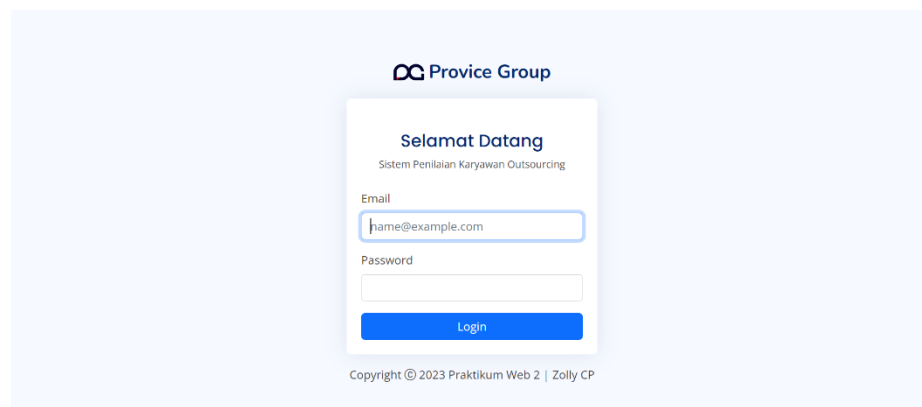 Provice Group
Selamat Datang
Sistem Penilaian Karyawan Outsourcing
Email
name@example.com
Password
Login
Copyright © 2023 Praktikum Web 2 | Zolly CP